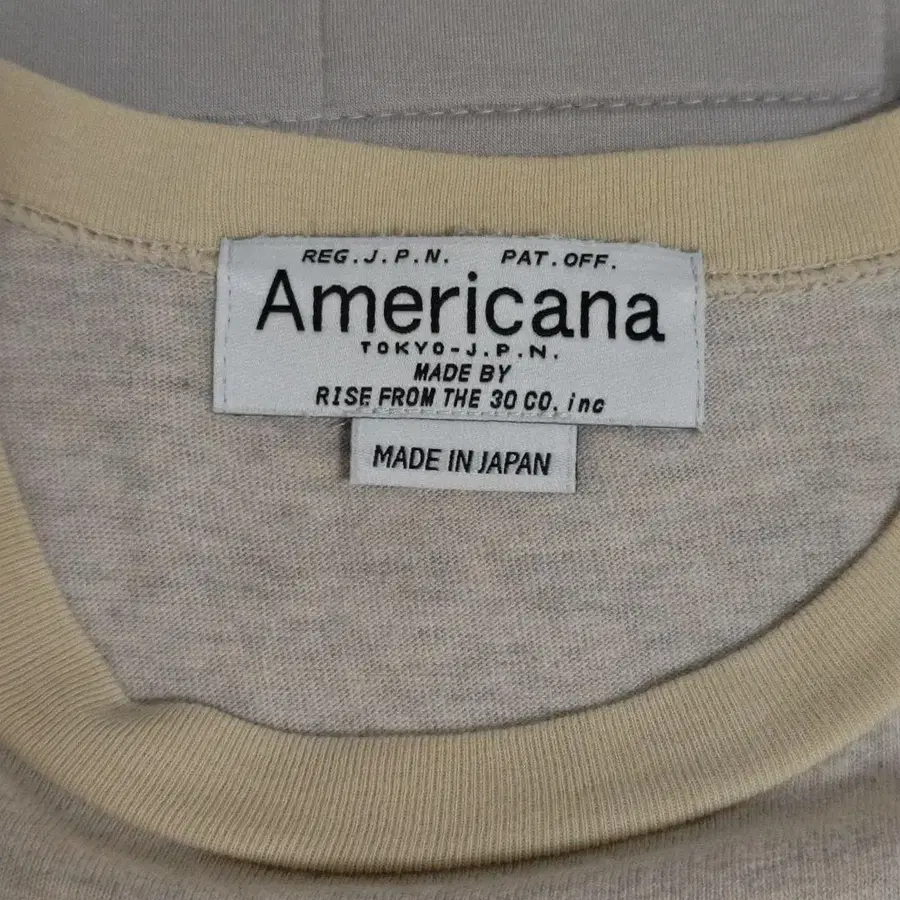 REG.J.P.N. PAT.OFF.
Americana
TOKYO-J.P.N.
MADE BY
RISE FROM THE 30 CO. inc
MADE IN JAPAN